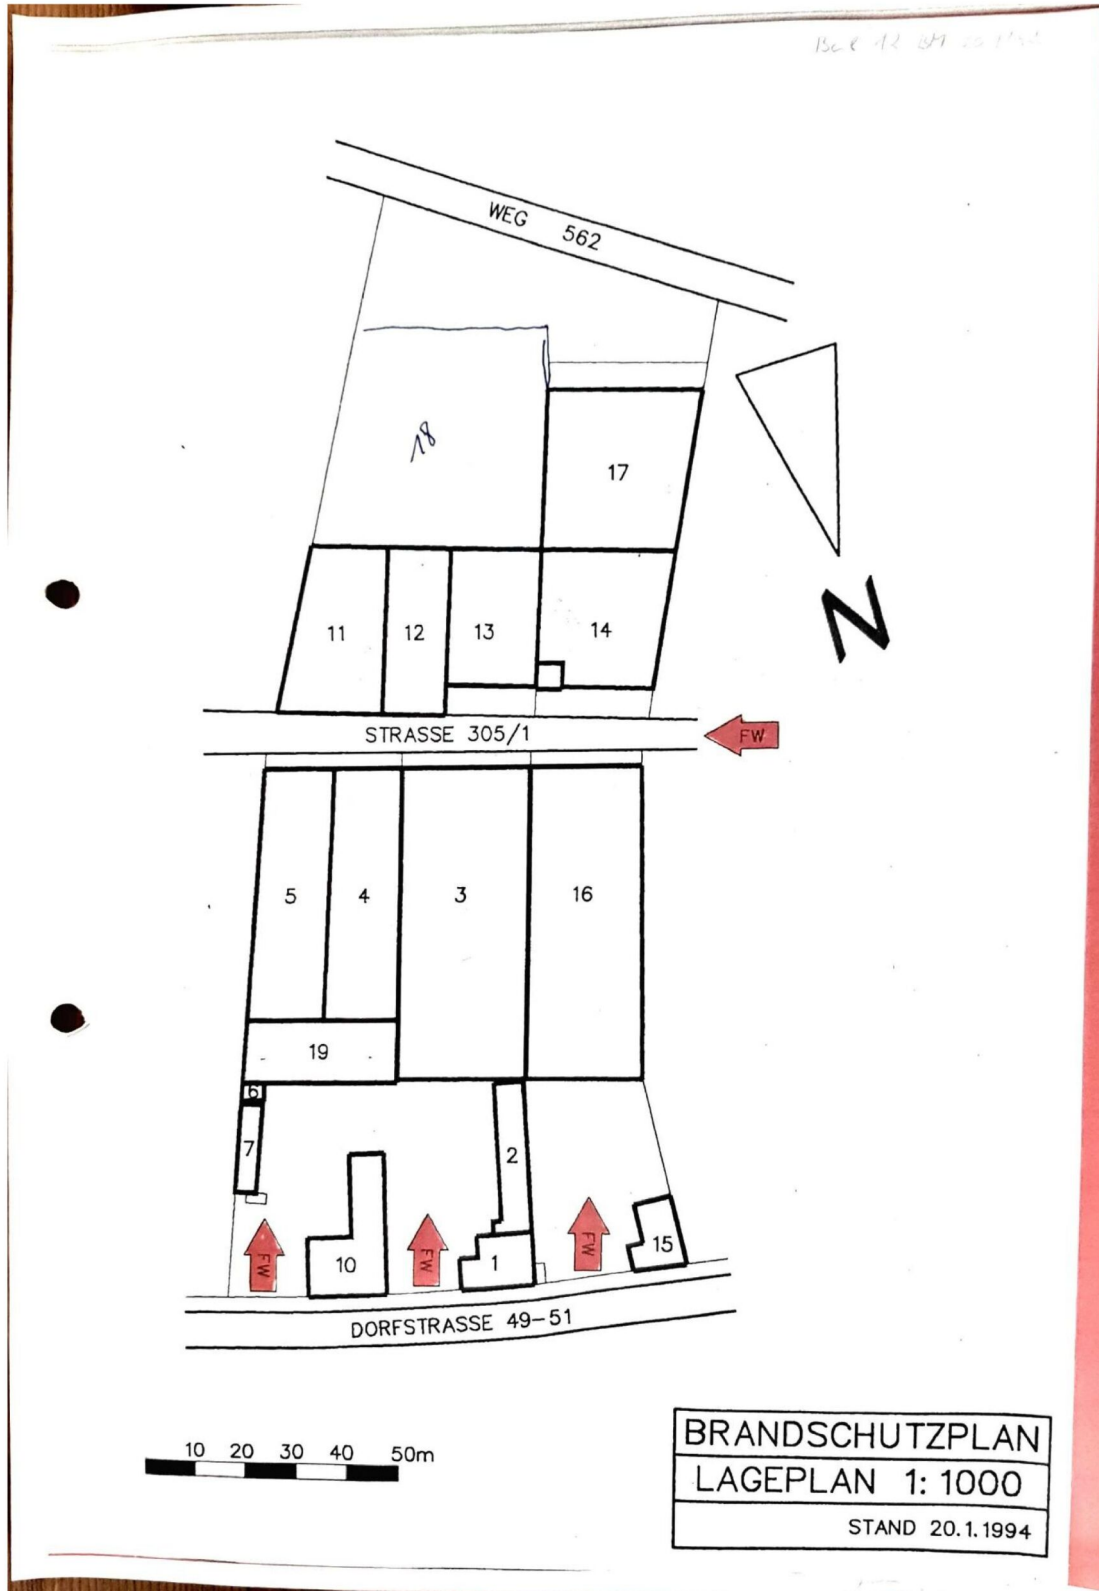 WEG 562
18
17
11 12 13 14
STRASSE 305/1
FW
5 4 3 16
19
6
7 2
FW FW FW
10 1 15
DORFSTRASSE 49-51
10 20 30 40 50m
N
BRANDSCHUTZPLAN
LAGEPLAN 1: 1000
STAND 20.1.1994